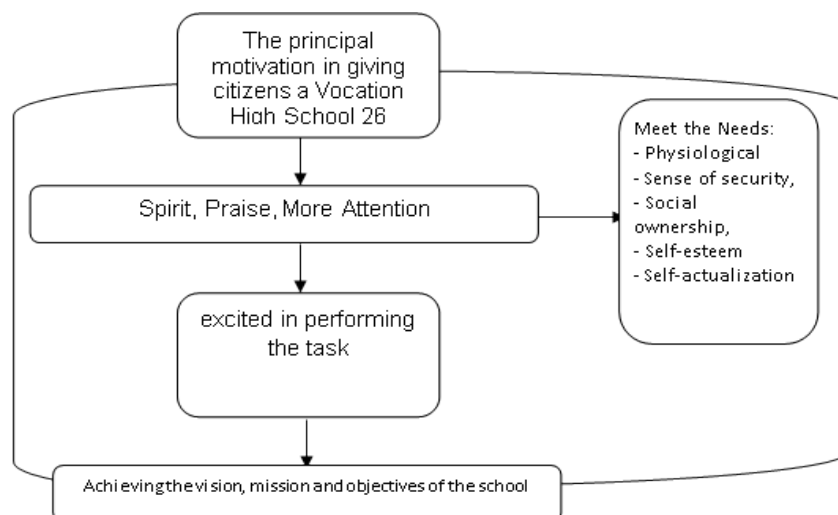 The principal
motivation in giving
citizens a Vocation
High School 26
Spirit, Praise, More Attention
Meet the Needs:
- Physiological
- Sense of security,
- Social
ownership,
- Self-esteem
- Self-actualization
excited in performing
the task
Achieving the vision, mission and objectives of the school